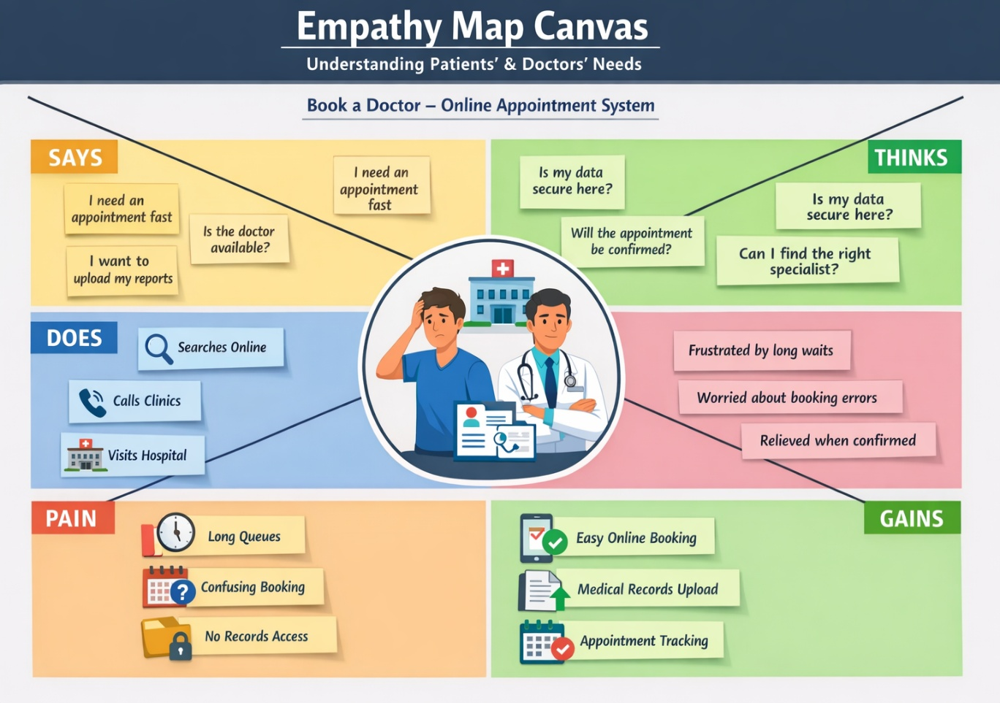 Empathy Map Canvas
Understanding Patients' & Doctors' Needs
Book a Doctor – Online Appointment System
SAYS
I need an
appointment fast
Is the doctor
available?
I want to
upload my reports
I need an
appointment
fast
THINKS
Is my data
secure here?
Will the appointment
be confirmed?
Is my data
secure here?
Can I find the right
specialist?
DOES
Searches Online
Calls Clinics
Visits Hospital
Frustrated by long waits
Worried about booking errors
Relieved when confirmed
PAIN
Long Queues
?
Confusing Booking
No Records Access
GAINS
Easy Online Booking
Medical Records Upload
Appointment Tracking